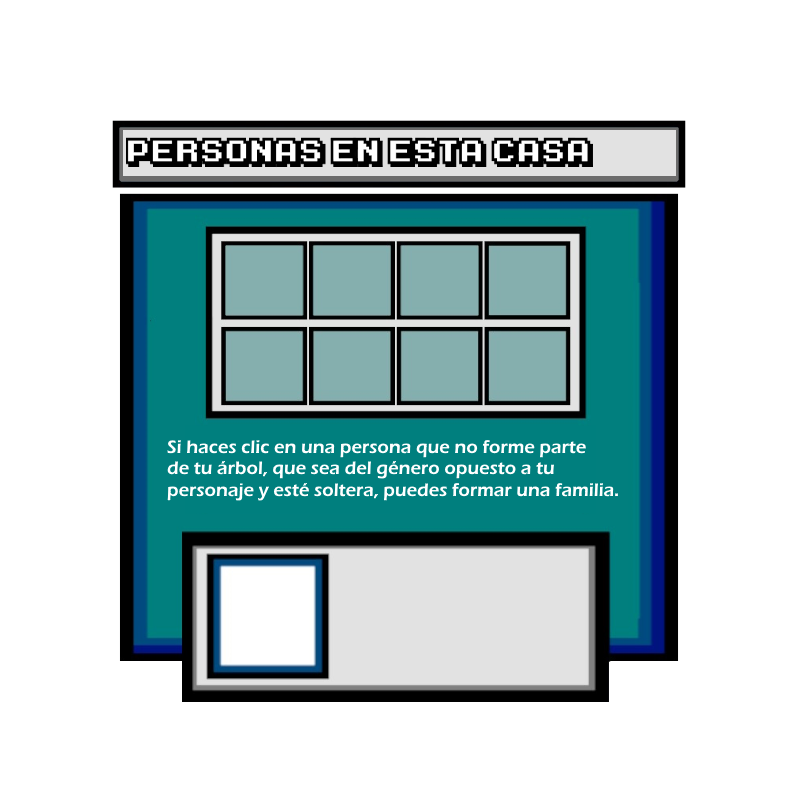 PERSONAS EN ESTA CASA
Si haces clic en una persona que no forme parte
de tu árbol, que sea del género opuesto a tu
personaje y esté soltera, puedes formar una familia.